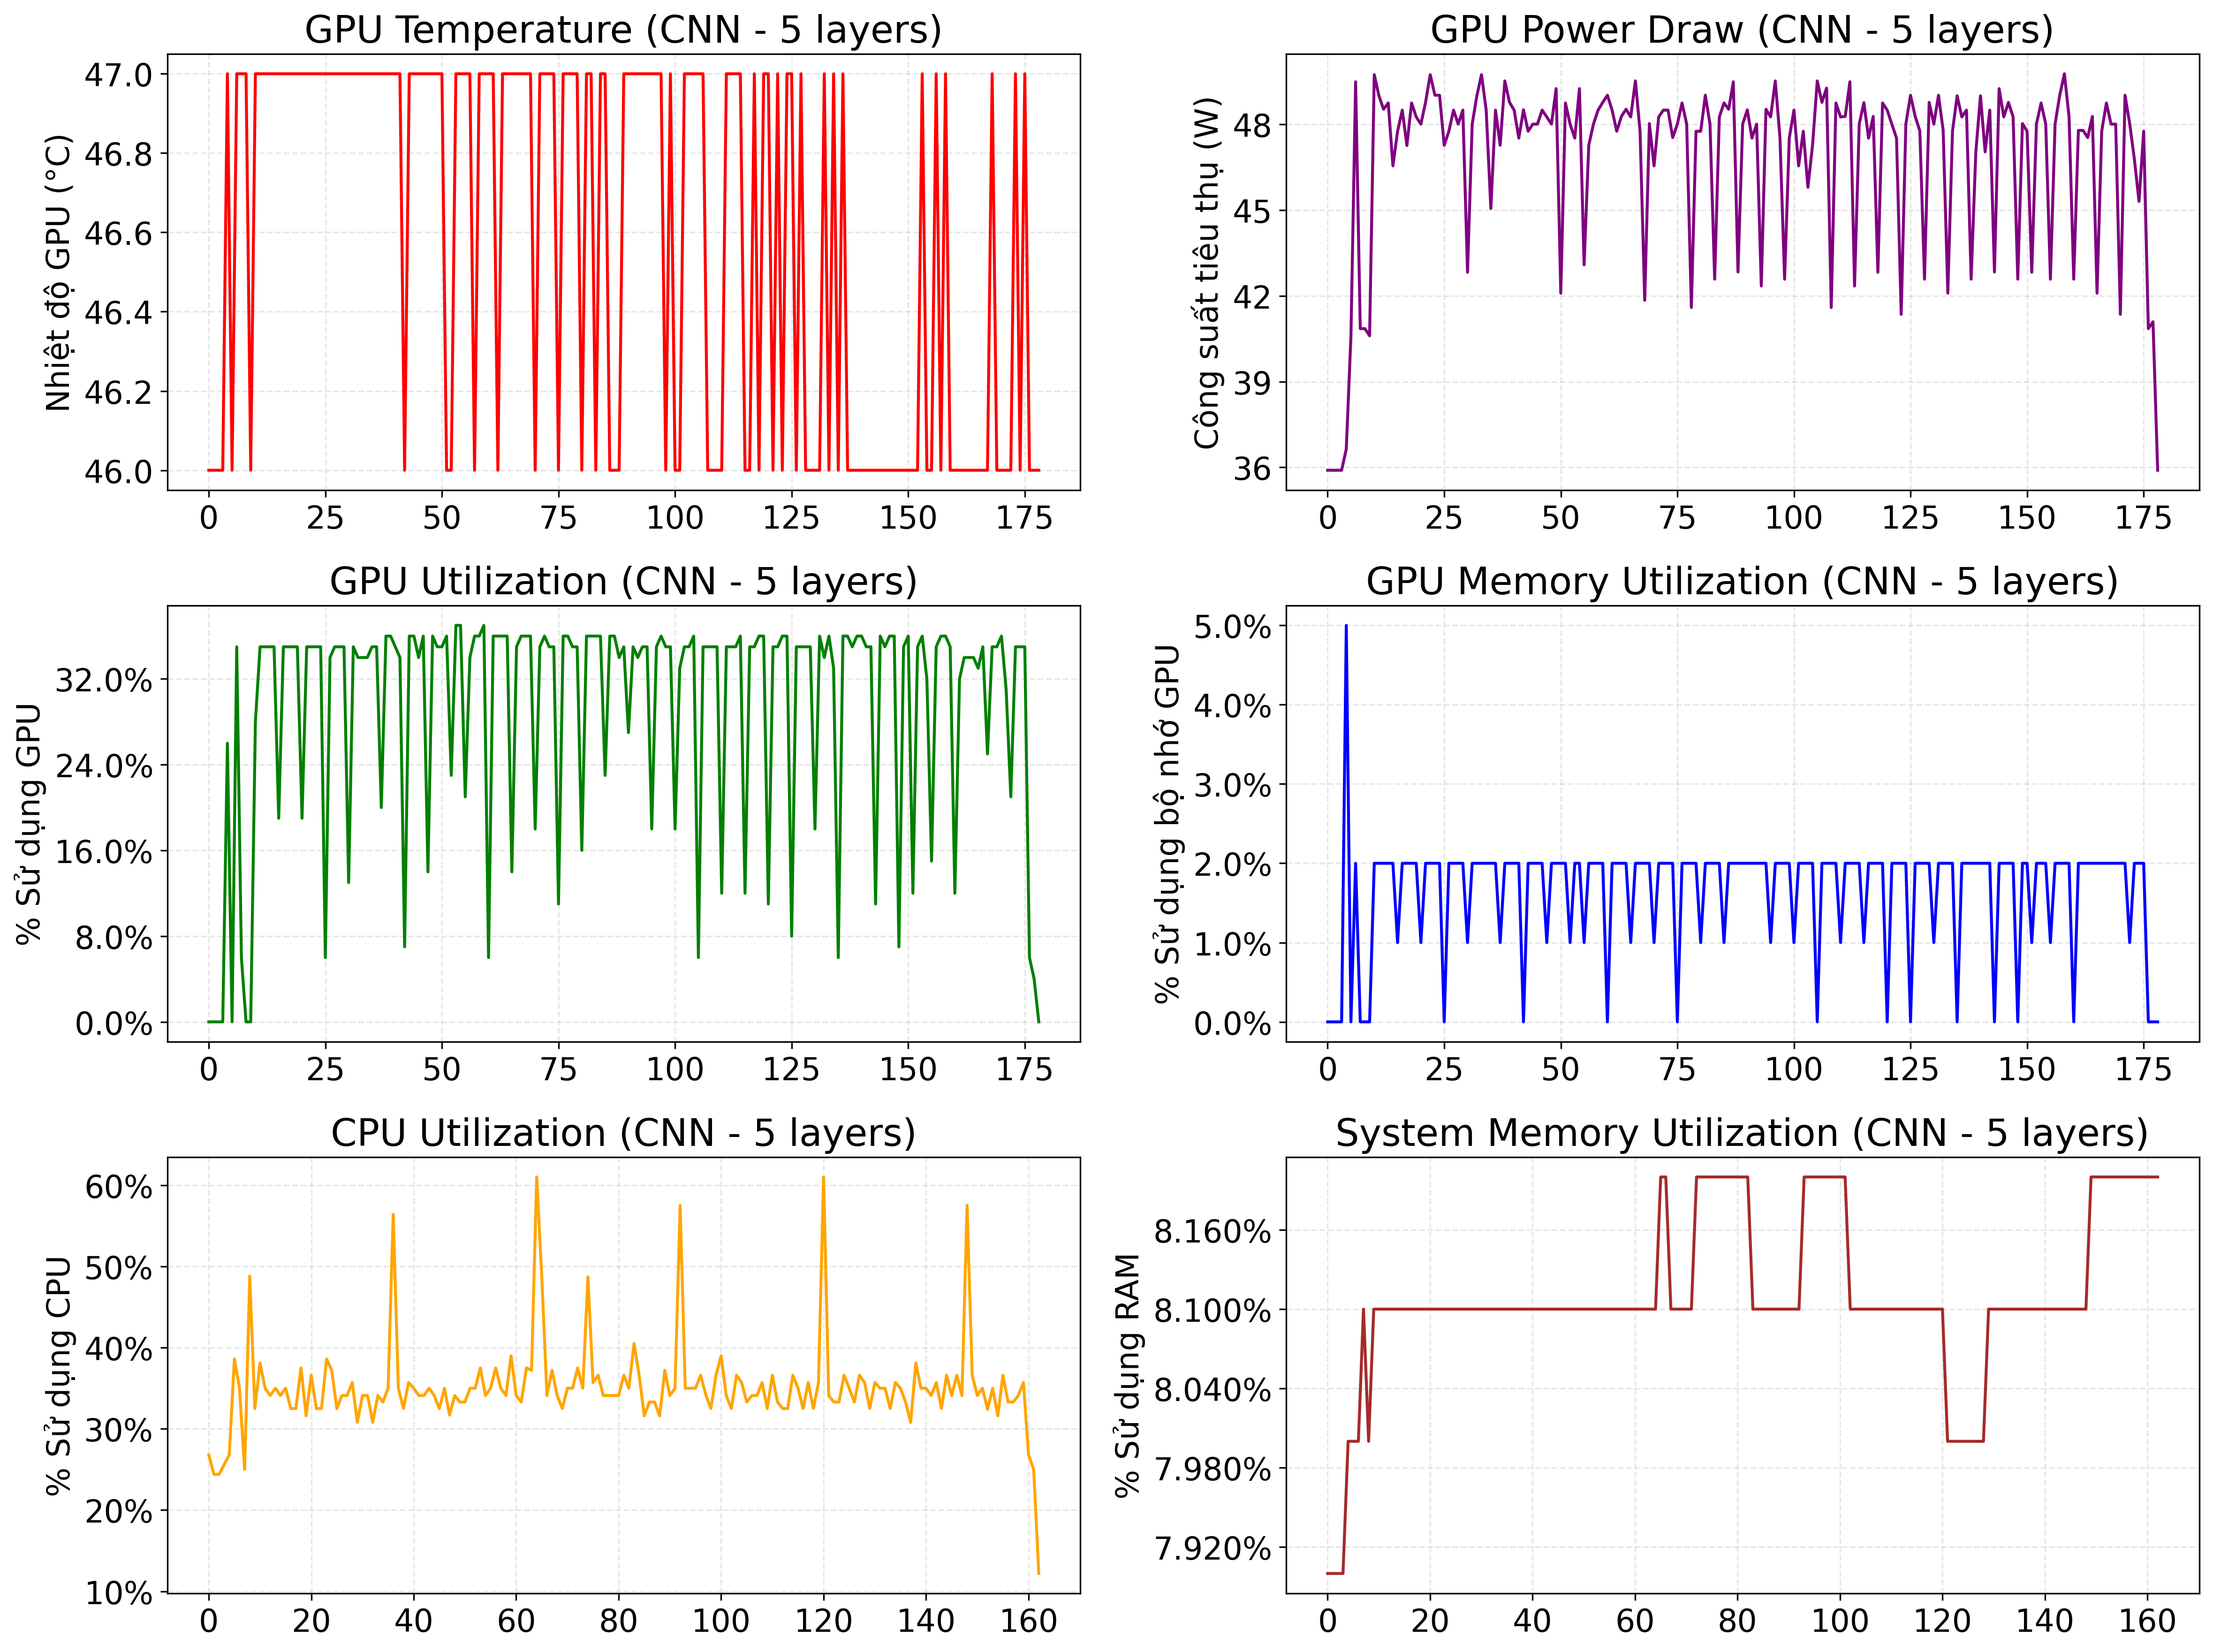 GPU Temperature (CNN - 5 layers)
Nhiệt độ GPU (°C)
47.0
46.8
46.6
46.4
46.2
46.0
0 25 50 75 100 125 150 175
GPU Power Draw (CNN - 5 layers)
Công suất tiêu thụ (W)
48
45
42
39
36
0 25 50 75 100 125 150 175
GPU Utilization (CNN - 5 layers)
% Sử dụng GPU
32.0%
24.0%
16.0%
8.0%
0.0%
0 25 50 75 100 125 150 175
GPU Memory Utilization (CNN - 5 layers)
% Sử dụng bộ nhớ GPU
5.0%
4.0%
3.0%
2.0%
1.0%
0.0%
0 25 50 75 100 125 150 175
CPU Utilization (CNN - 5 layers)
% Sử dụng CPU
60%
50%
40%
30%
20%
10%
0 20 40 60 80 100 120 140 160
System Memory Utilization (CNN - 5 layers)
% Sử dụng RAM
8.160%
8.100%
8.040%
7.980%
7.920%
0 20 40 60 80 100 120 140 160